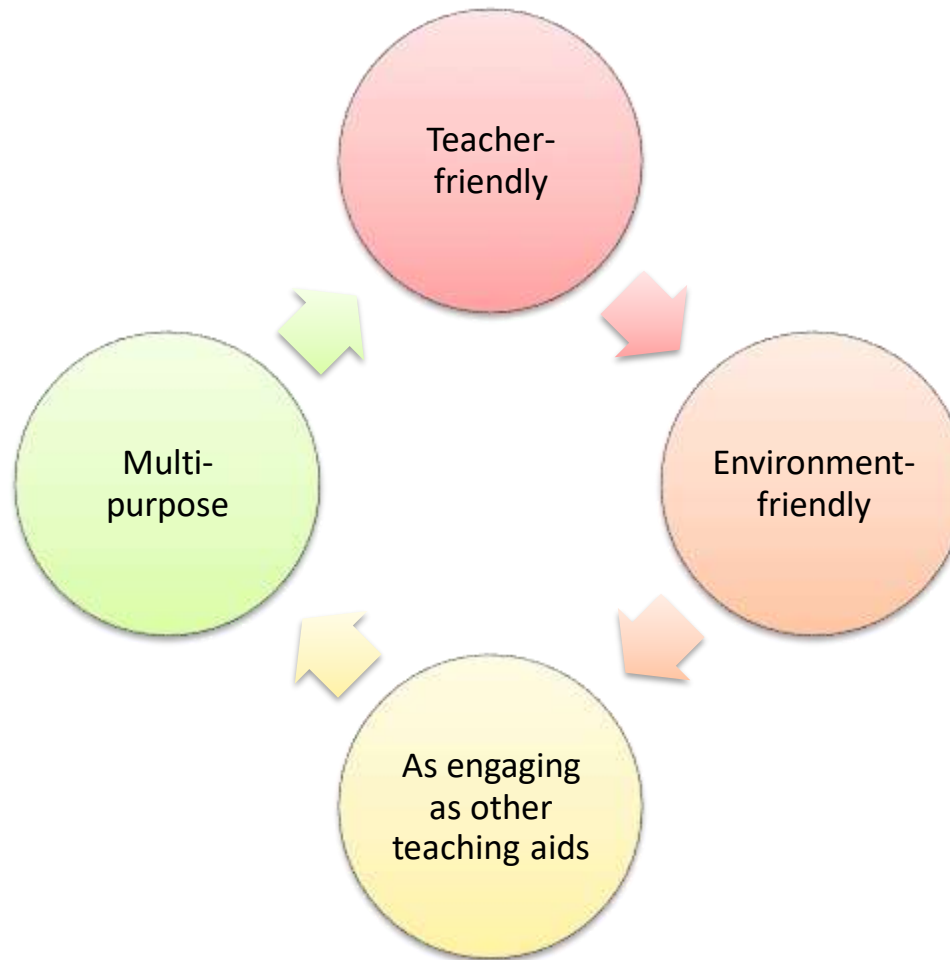 Teacher-
friendly
Environment-
friendly
As engaging
as other
teaching aids
Multi-
purpose